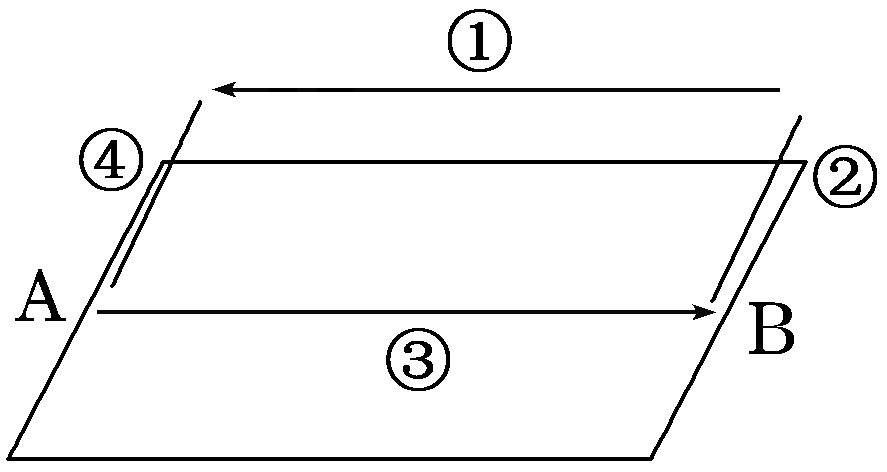 ①
④
②
A
B
③